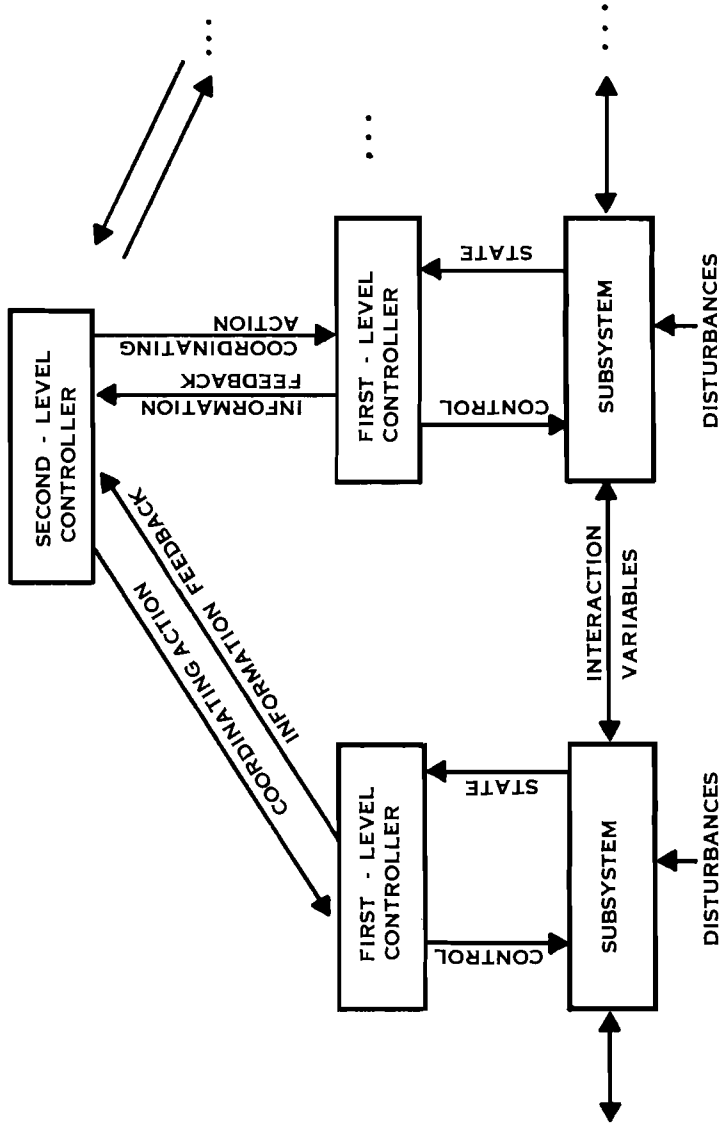 SECOND - LEVEL
CONTROLLER
COORDINATING ACTION
INFORMATION FEEDBACK
INFORMATION
FEEDBACK
COORDINATING
ACTION
...
FIRST - LEVEL
CONTROLLER
FIRST - LEVEL
CONTROLLER
...
CONTROL
STATE
CONTROL
STATE
SUBSYSTEM
INTERACTION
VARIABLES
SUBSYSTEM
...
DISTURBANCES
DISTURBANCES